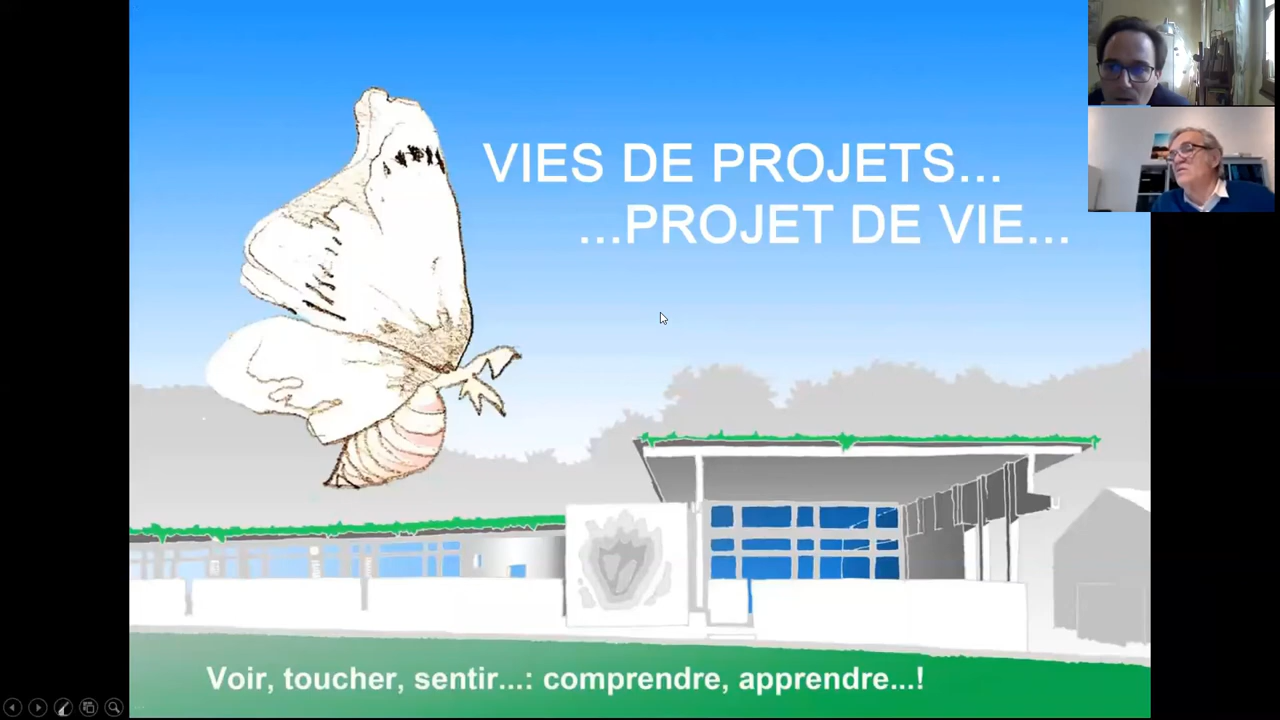 VIES DE PROJETS...
...PROJET DE VIE...
Voir, toucher, sentir...: comprendre, apprendre...!